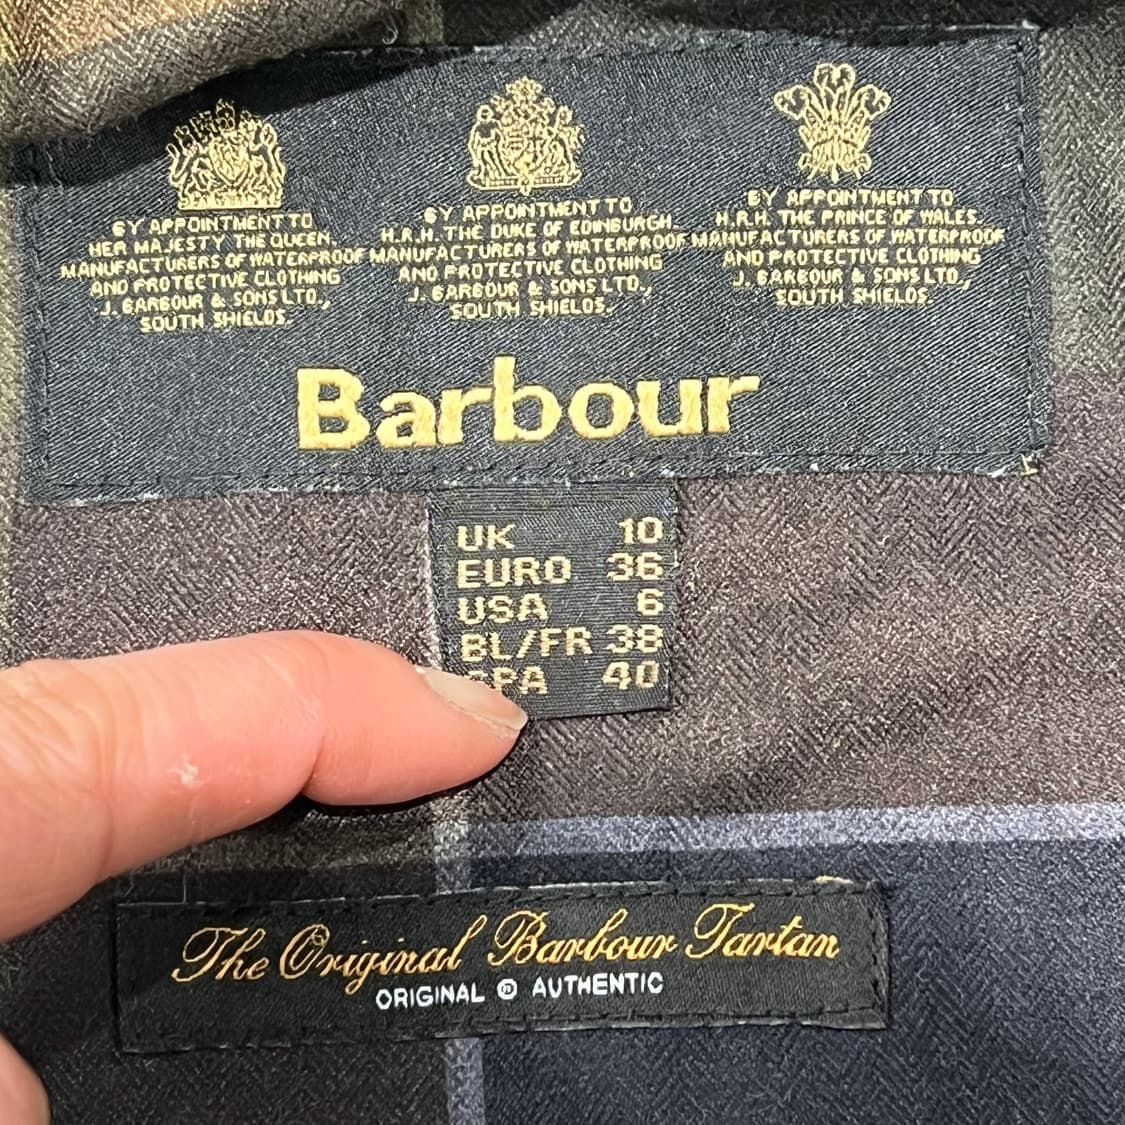 BY APPOINTMENT TO
HER MAJESTY THE QUEEN.
MANUFACTURERS OF WATERPROOF
AND PROTECTIVE CLOTHING
J. BARBOUR & SONS LTD.,
SOUTH SHIELDS.
BY APPOINTMENT TO
H.R.H. THE DUKE OF EDINBURGH.
MANUFACTURERS OF WATERPROOF
AND PROTECTIVE CLOTHING
J. BARBOUR & SONS LTD.,
SOUTH SHIELDS.
BY APPOINTMENT TO
H.R.H. THE PRINCE OF WALES.
MANUFACTURERS OF WATERPROOF
AND PROTECTIVE CLOTHING
J. BARBOUR & SONS LTD.,
SOUTH SHIELDS.
Barbour
UK 10
EURO 36
USA 6
BL/FR 38
SPA 40
The Original Barbour Tartan
ORIGINAL AUTHENTIC